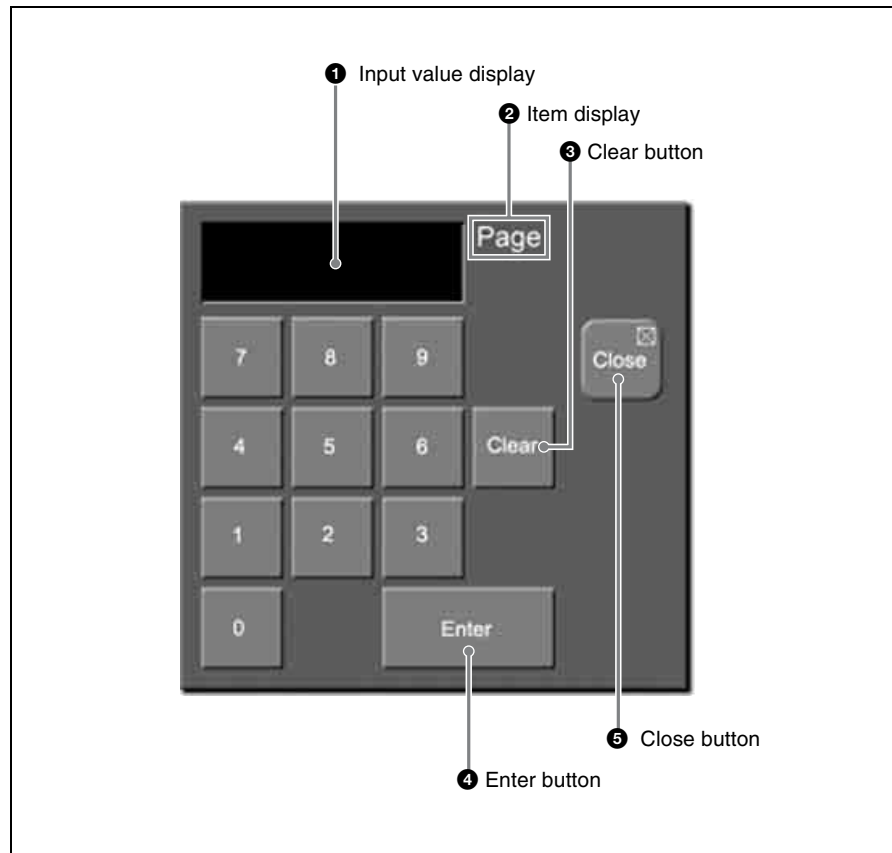 ❶ Input value display
❷ Item display
❸ Clear button
Page
7 8 9
Close
4 5 6 Clear
1 2 3
0 Enter
❺ Close button
❹ Enter button